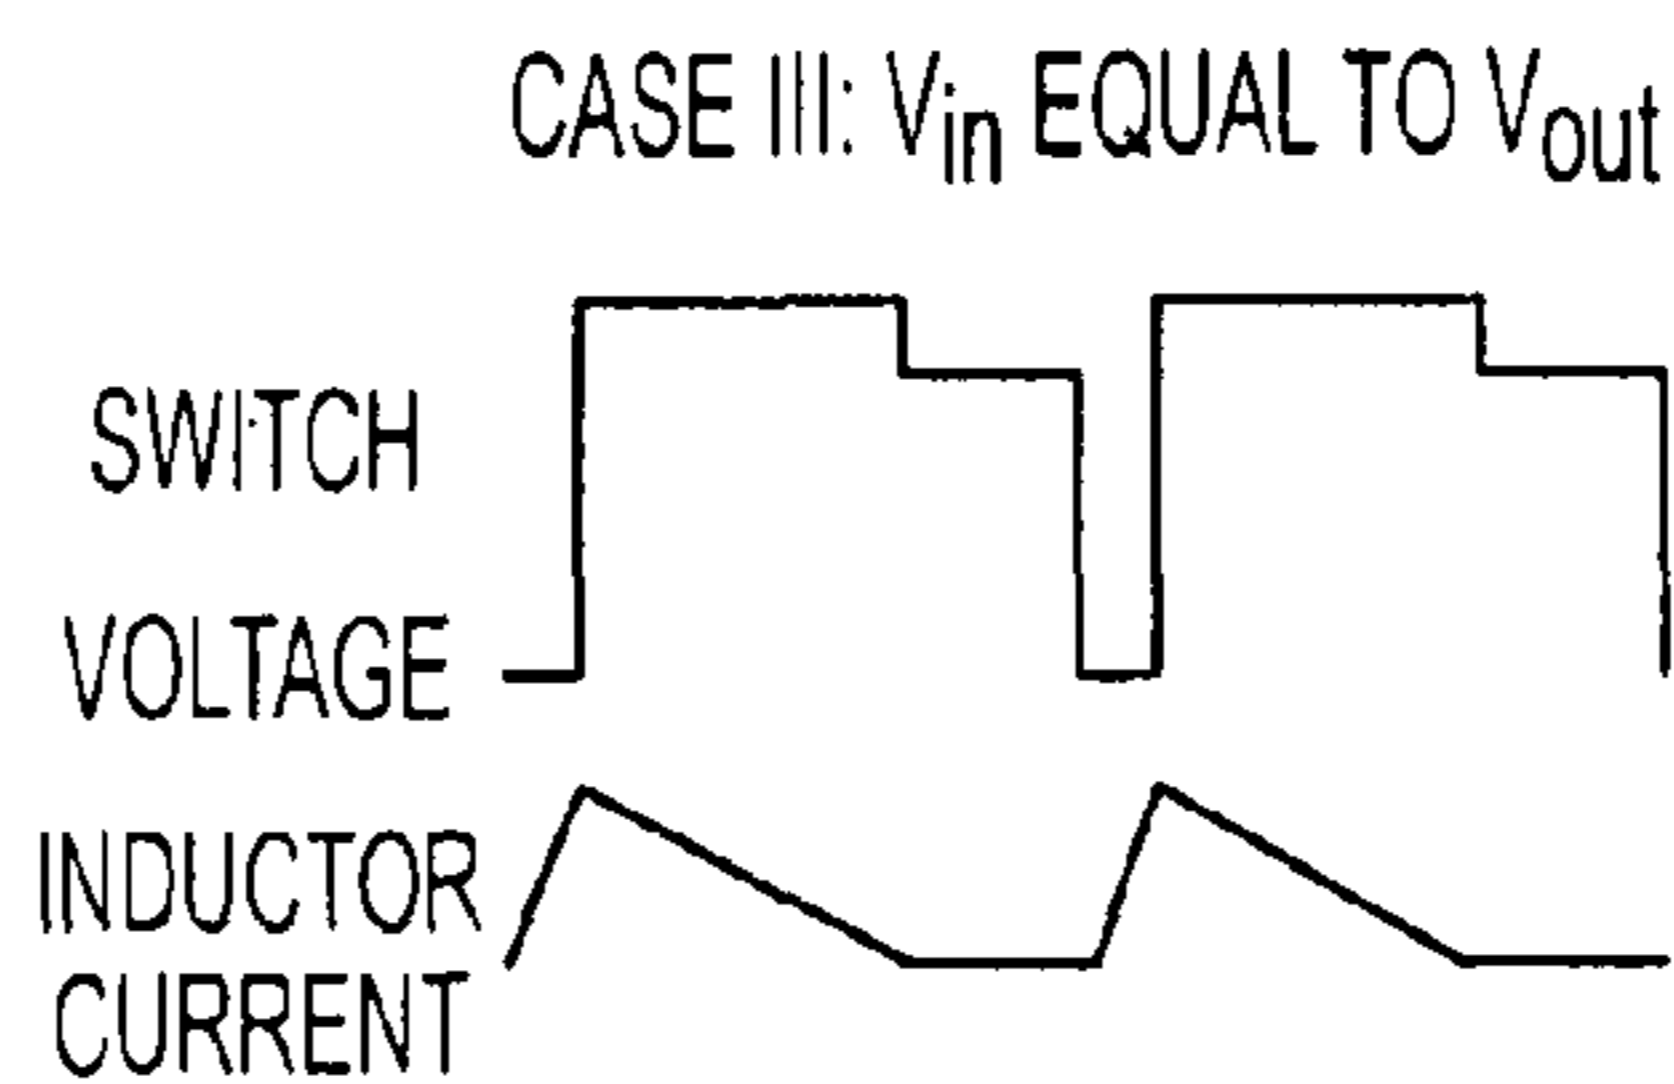 CASE III: Vin EQUAL TO Vout
SWITCH
VOLTAGE
INDUCTOR
CURRENT